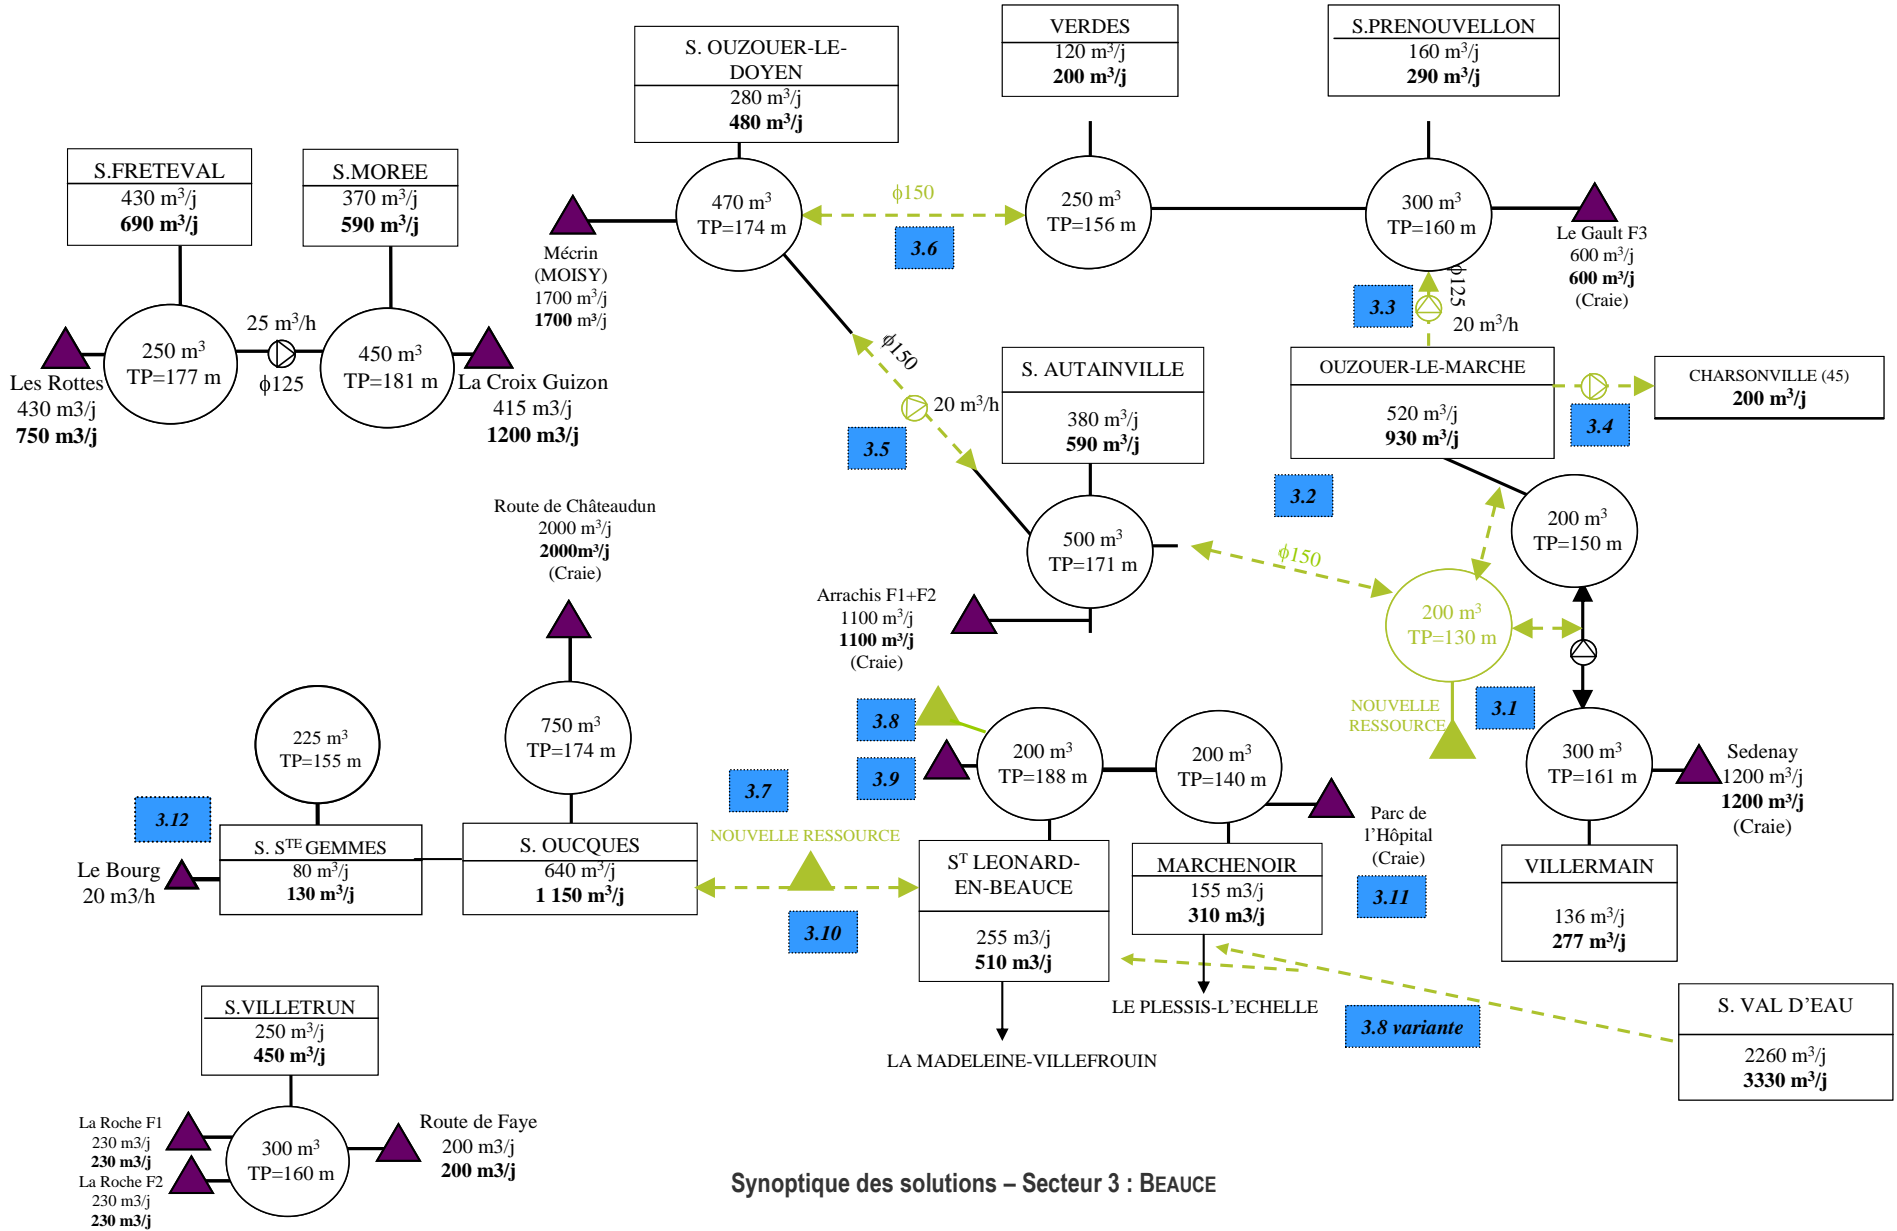 S. OUZOUER-LE-
DOYEN
280 m³/j
480 m³/j
VERDES
120 m³/j
200 m³/j
S.PRENOUVELLON
160 m³/j
290 m³/j
S.FRETEVAL
430 m³/j
690 m³/j
S.MOREE
370 m³/j
590 m³/j
470 m³
TP=174 m
ϕ150
3.6
250 m³
TP=156 m
300 m³
TP=160 m
Le Gault F3
600 m³/j
600 m³/j
(Craie)
Mécrin
(MOISY)
1700 m³/j
1700 m³/j
3.3
ϕ125
20 m³/h
25 m³/h
ϕ125
250 m³
TP=177 m
450 m³
TP=181 m
Les Rottes
430 m3/j
750 m3/j
La Croix Guizon
415 m3/j
1200 m3/j
ϕ150
20 m³/h
3.5
S. AUTAINVILLE
380 m³/j
590 m³/j
OUZOUER-LE-MARCHE
520 m³/j
930 m³/j
CHARSONVILLE (45)
200 m³/j
3.4
3.2
200 m³
TP=150 m
Route de Châteaudun
2000 m³/j
2000m³/j
(Craie)
500 m³
TP=171 m
ϕ150
Arrachis F1+F2
1100 m³/j
1100 m³/j
(Craie)
200 m³
TP=130 m
NOUVELLE
RESSOURCE
3.1
225 m³
TP=155 m
750 m³
TP=174 m
3.8
3.9
200 m³
TP=188 m
200 m³
TP=140 m
300 m³
TP=161 m
Sedenay
1200 m³/j
1200 m³/j
(Craie)
3.7
3.12
Parc de
l'Hôpital
(Craie)
3.11
Le Bourg
20 m3/h
S. STE GEMMES
80 m³/j
130 m³/j
S. OUCQUES
640 m³/j
1 150 m³/j
NOUVELLE RESSOURCE
3.10
ST LEONARD-
EN-BEAUCE
255 m3/j
510 m3/j
MARCHENOIR
155 m3/j
310 m3/j
VILLERMAIN
136 m³/j
277 m³/j
LE PLESSIS-L'ECHELLE
LA MADELEINE-VILLEFROUIN
3.8 variante
S. VAL D'EAU
2260 m³/j
3330 m³/j
S.VILLETRUN
250 m³/j
450 m³/j
La Roche F1
230 m3/j
230 m3/j
La Roche F2
230 m3/j
230 m3/j
300 m³
TP=160 m
Route de Faye
200 m3/j
200 m3/j
Synoptique des solutions – Secteur 3 : BEAUCE